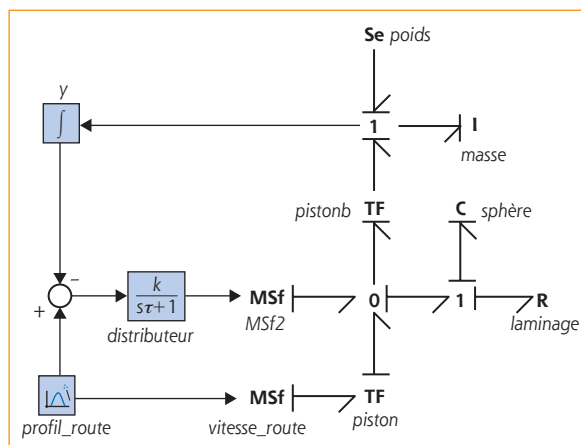 Se poids
y
∫
1
I
masse
pistonb
TF
C
sphère
−
+
k
sτ+1
distributeur
MSf
MSf2
0
1
R
laminage
profil_route
MSf
vitesse_route
TF
piston